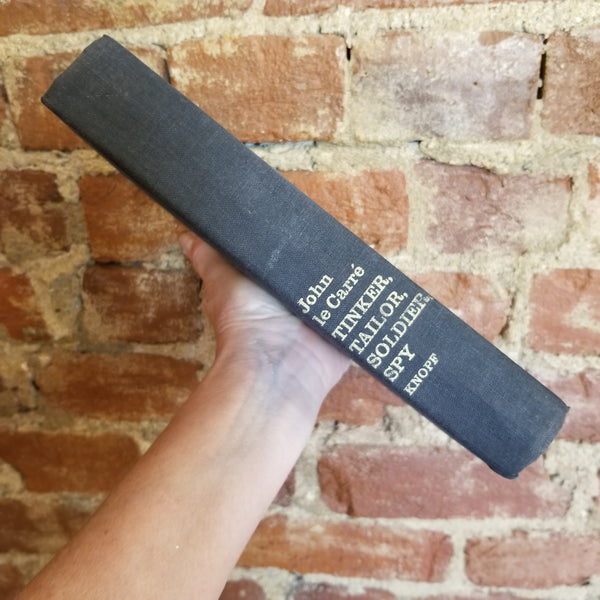 John
le Carré
TINKER,
TAILOR,
SOLDIER,
SPY
KNOPF